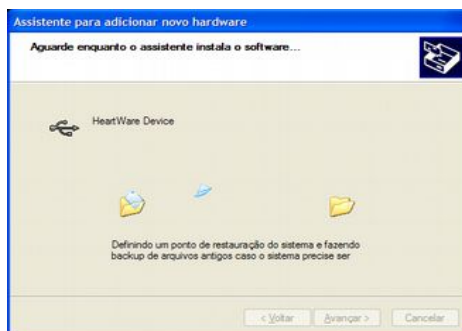 Assistente para adicionar novo hardware
Aguarde enquanto o assistente instala o software...
HeartWare Device
Definindo um ponto de restauração do sistema e fazendo
backup de arquivos antigos caso o sistema precise ser
< Voltar
Avançar >
Cancelar